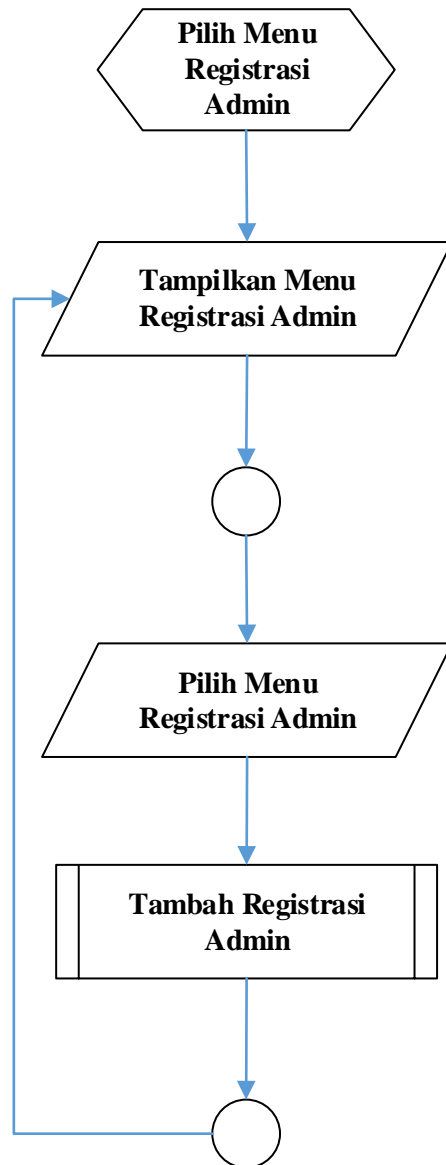 Pilih Menu
Registrasi
Admin
Tampilkan Menu
Registrasi Admin
Pilih Menu
Registrasi Admin
Tambah Registrasi
Admin